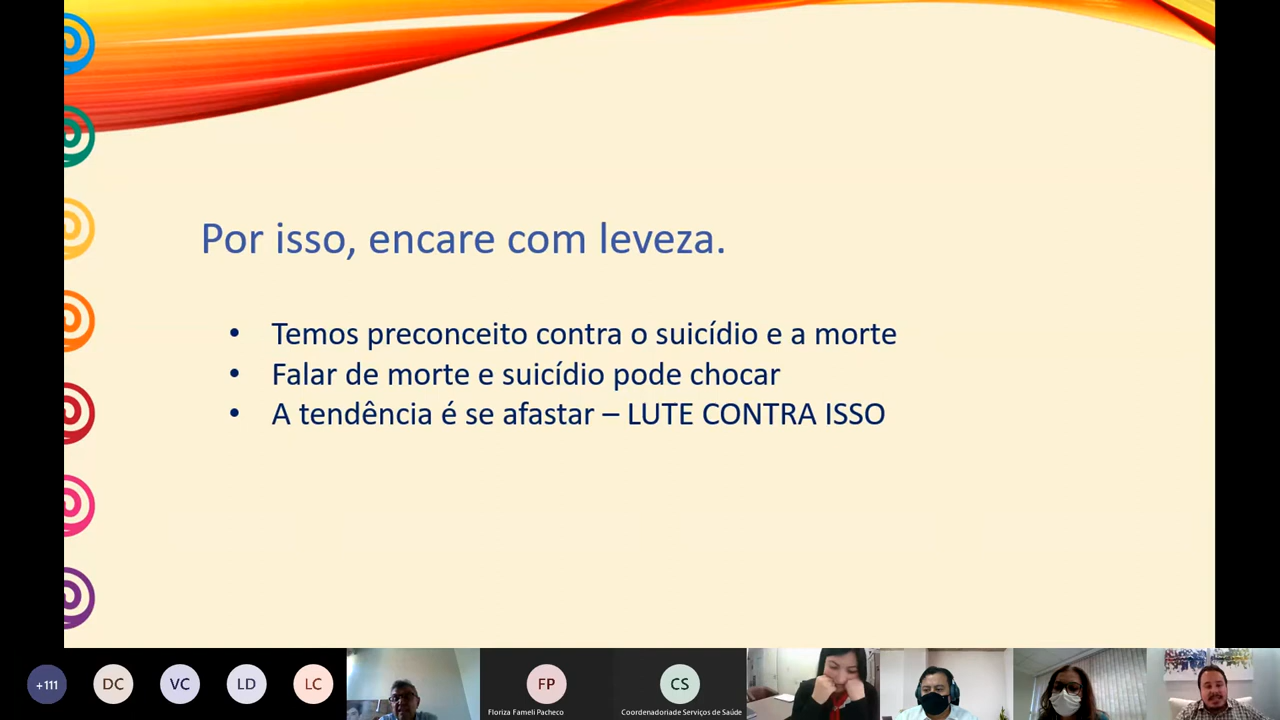 Por isso, encare com leveza.
• Temos preconceito contra o suicídio e a morte
• Falar de morte e suicídio pode chocar
• A tendência é se afastar – LUTE CONTRA ISSO
+111
DC
VC
LD
LC
FP
CS
Floriza Fameli Pacheco
Coordenadoriade Serviços de Saúde